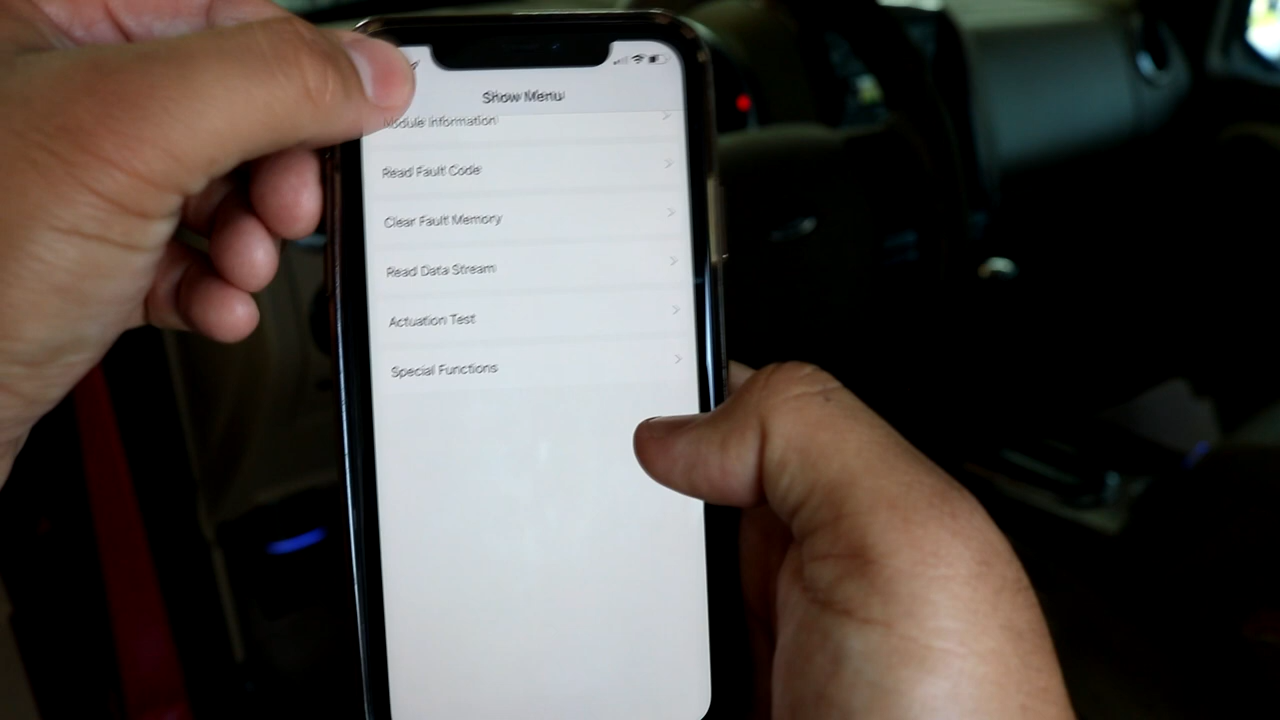 Show Menu
Module Information
Read Fault Code
Clear Fault Memory
Read Data Stream
Actuation Test
Special Functions